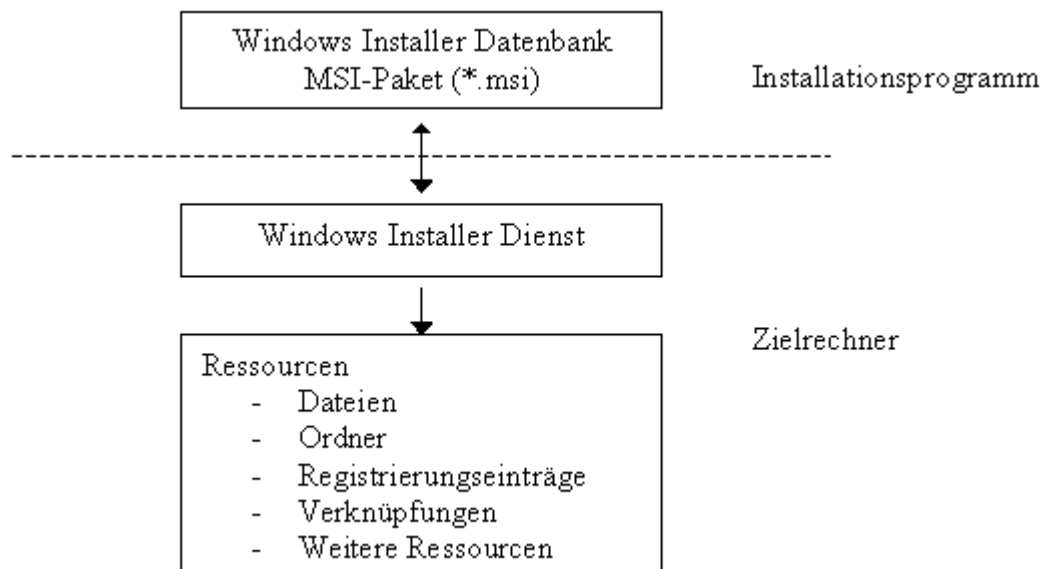 Windows Installer Datenbank
MSI-Paket (*.msi)
Installationsprogramm
Windows Installer Dienst
Zielrechner
Ressourcen
- Dateien
- Ordner
- Registrierungseinträge
- Verknüpfungen
- Weitere Ressourcen